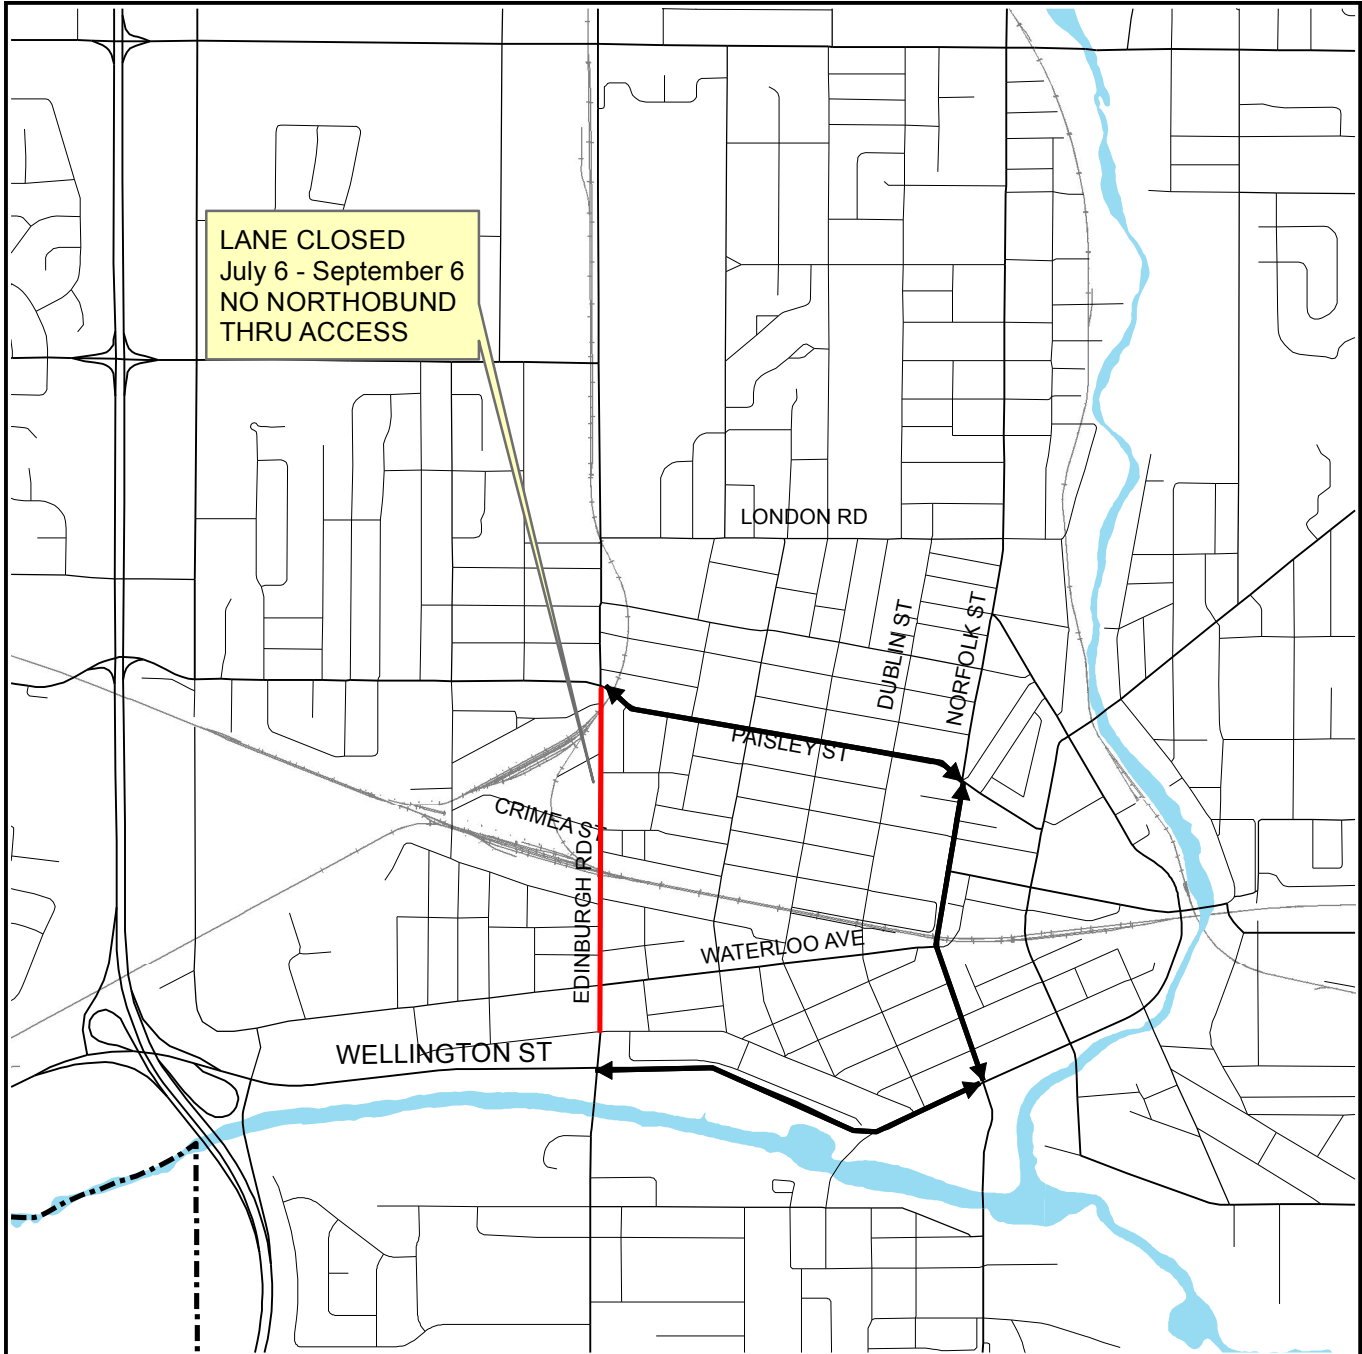 LANE CLOSED
July 6 - September 6
NO NORTHOBUND
THRU ACCESS
LONDON RD
DUBLIN ST
NORFOLK ST
PAISLEY ST
CRIMEA ST
EDINBURGH RD
WATERLOO AVE
WELLINGTON ST